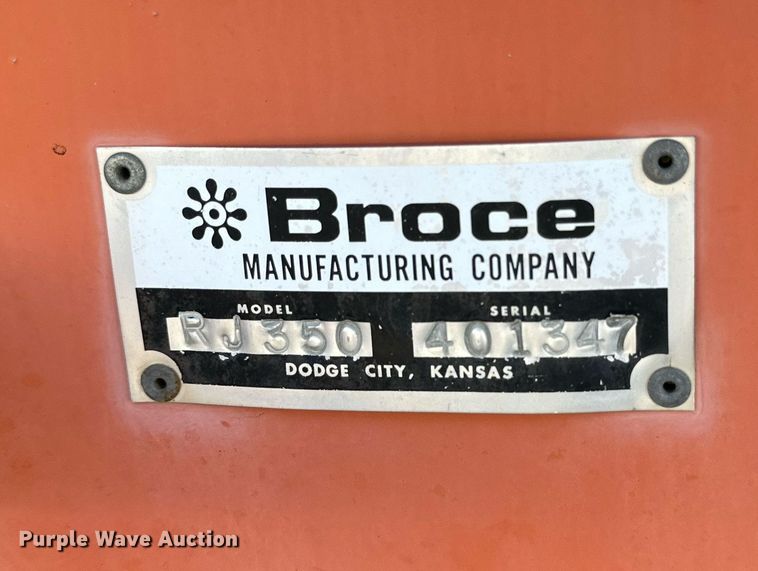 Broce
MANUFACTURING COMPANY
MODEL SERIAL
RJ350 401347
DODGE CITY, KANSAS
Purple Wave Auction